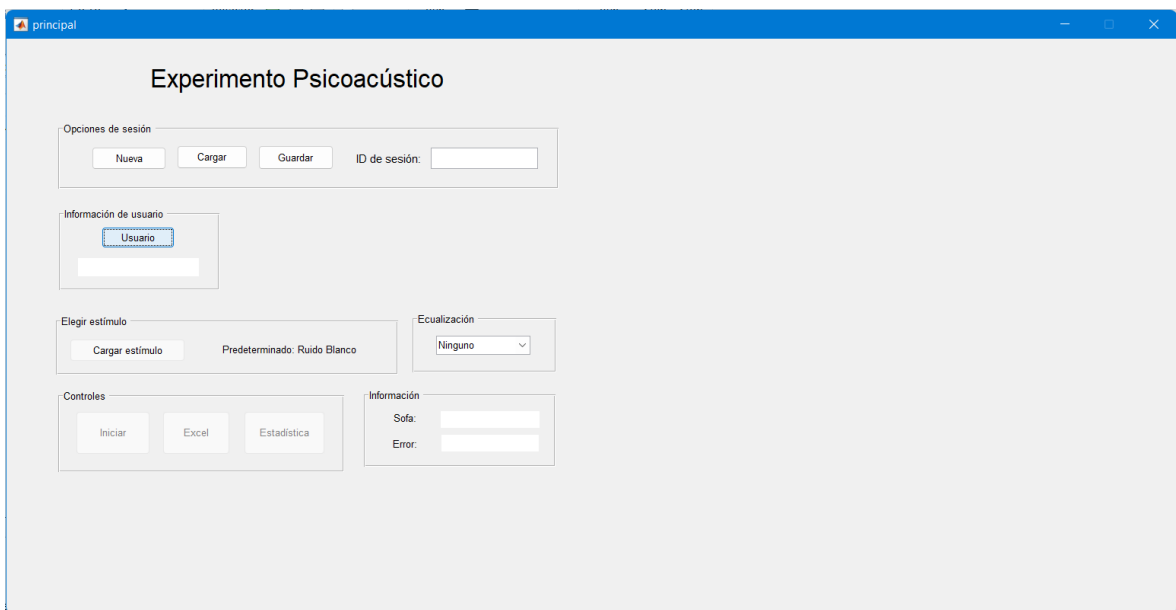 principal
Experimento Psicoacústico
Opciones de sesión
Nueva Cargar Guardar ID de sesión:
Información de usuario
Usuario
Elegir estímulo
Cargar estímulo Predeterminado: Ruido Blanco
Ecualización
Ninguno
Controles
Iniciar Excel Estadística
Información
Sofa:
Error: